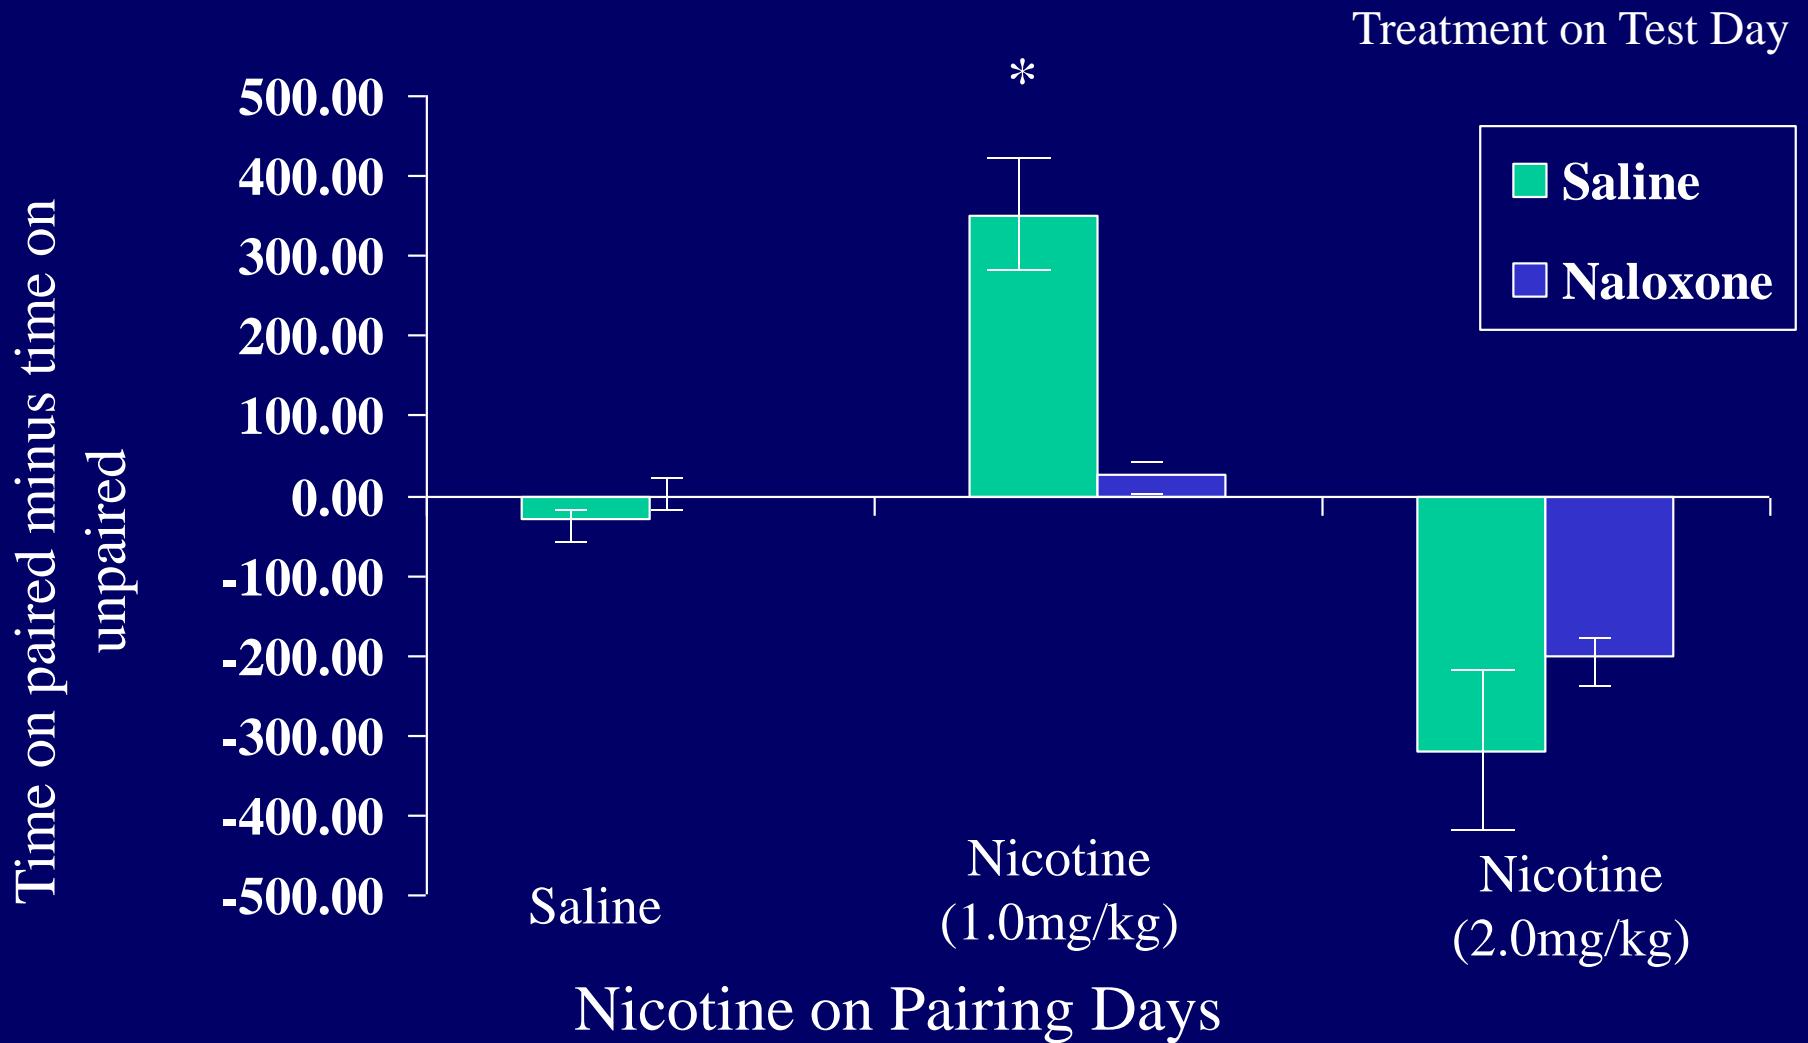 Treatment on Test Day
*
500.00
400.00
300.00
200.00
100.00
0.00
-100.00
-200.00
-300.00
-400.00
-500.00
Time on paired minus time on
unpaired
Saline
Naloxone
Saline
Nicotine
(1.0mg/kg)
Nicotine
(2.0mg/kg)
Nicotine on Pairing Days